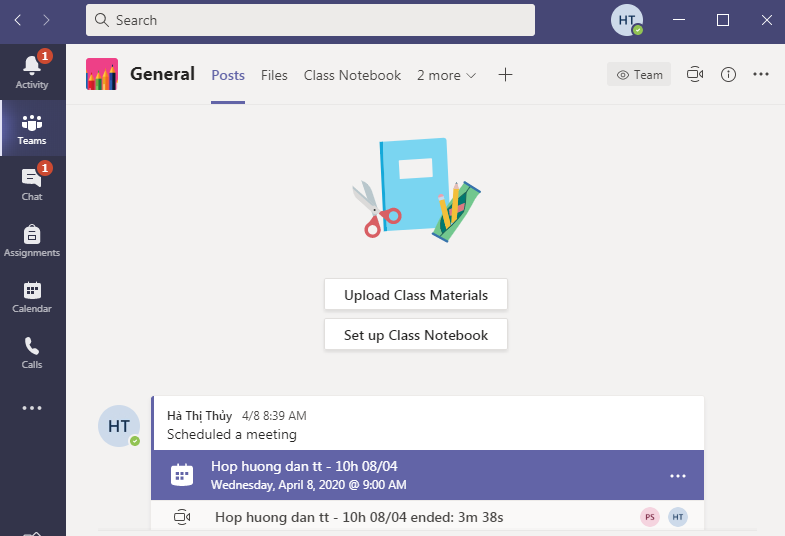 Search
HT
1
Activity
Teams
1
Chat
Assignments
Calendar
Calls
General
Posts
Files
Class Notebook
2 more
Team
Upload Class Materials
Set up Class Notebook
HT
Hà Thị Thủy 4/8 8:39 AM
Scheduled a meeting
Hop huong dan tt - 10h 08/04
Wednesday, April 8, 2020 @ 9:00 AM
Hop huong dan tt - 10h 08/04 ended: 3m 38s
PS
HT